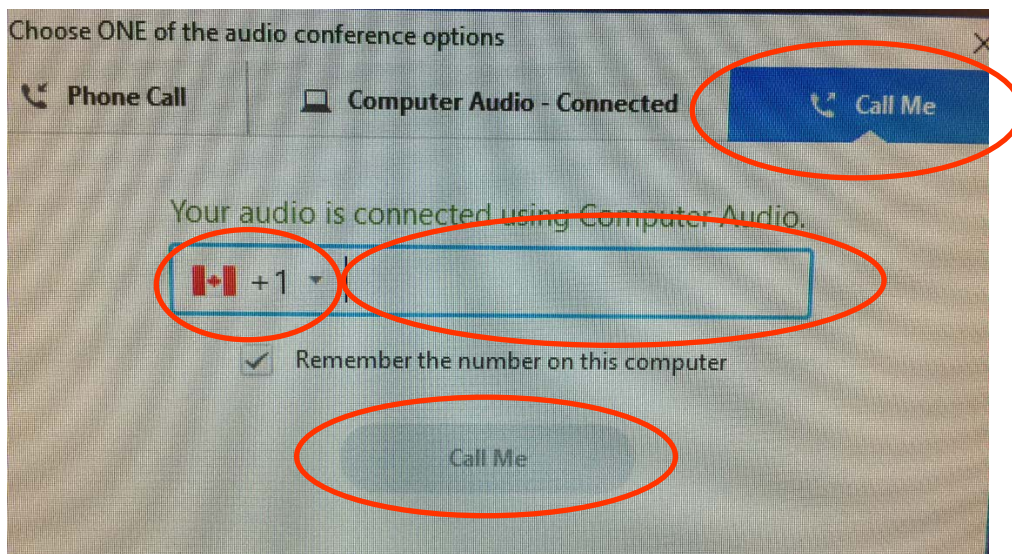 Choose ONE of the audio conference options
Phone Call Computer Audio - Connected Call Me
Your audio is connected using Computer Audio.
+1
Remember the number on this computer
Call Me